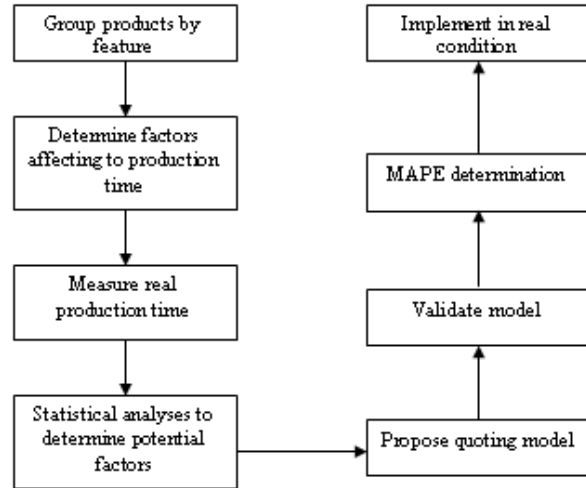 Group products by
feature
Determine factors
affecting to production
time
Measure real
production time
Statistical analyses to
determine potential
factors
Propose quoting model
Validate model
MAPE determination
Implement in real
condition